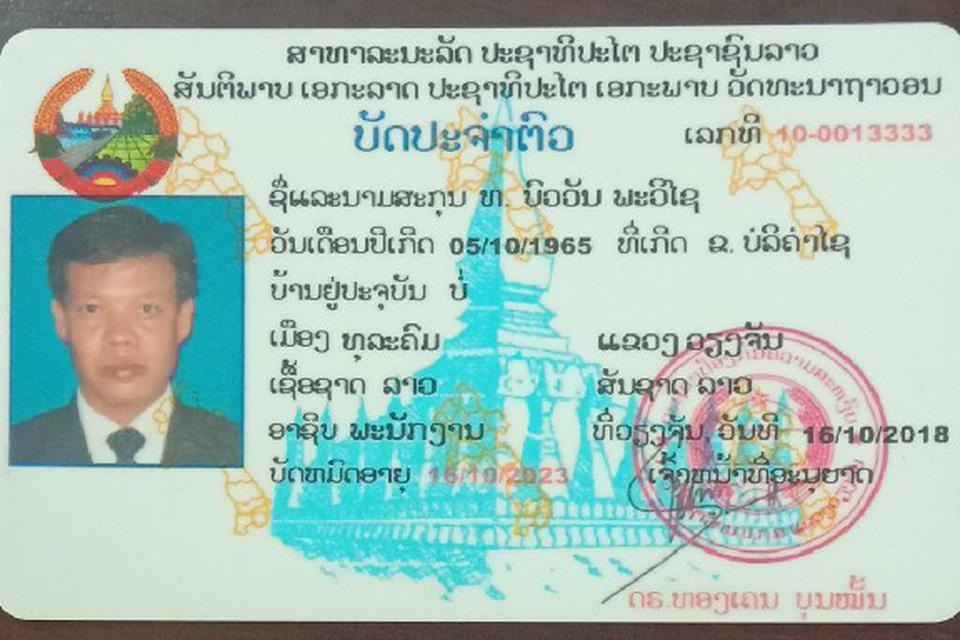 ສາທາລະນະລັດ ປະຊາທິປະໄຕ ປະຊາຊົນລາວ
ສັນຕິພາບ ເອກະລາດ ປະຊາທິປະໄຕ ເອກະພາບ ວັດທະນາຖາວອນ
ບັດປະຈຳຕົວ ເລກທີ 10-0013333
ຊື່ແລະນາມສະກຸນ ທ. ບົວວັນ ພະວິໄຊ
ວັນເດືອນປີເກີດ 05/10/1965 ທີ່ເກີດ ຂ. ບໍລິຄຳໄຊ
ບ້ານຢູ່ປະຈຸບັນ ບໍ່
ເມືອງ ທຸລະຄົມ ແຂວງ ວຽງຈັນ
ເຊື້ອຊາດ ລາວ ສັນຊາດ ລາວ
ອາຊີບ ພະນັກງານ ທີ່ວຽງຈັນ, ວັນທີ 16/10/2018
ບັດຫມົດອາຍຸ 16/10/2023 ເຈົ້າຫນ້າທີ່ອະນຸຍາດ
ດຣ.ທອງເຄນ ບຸນໝັ້ນ